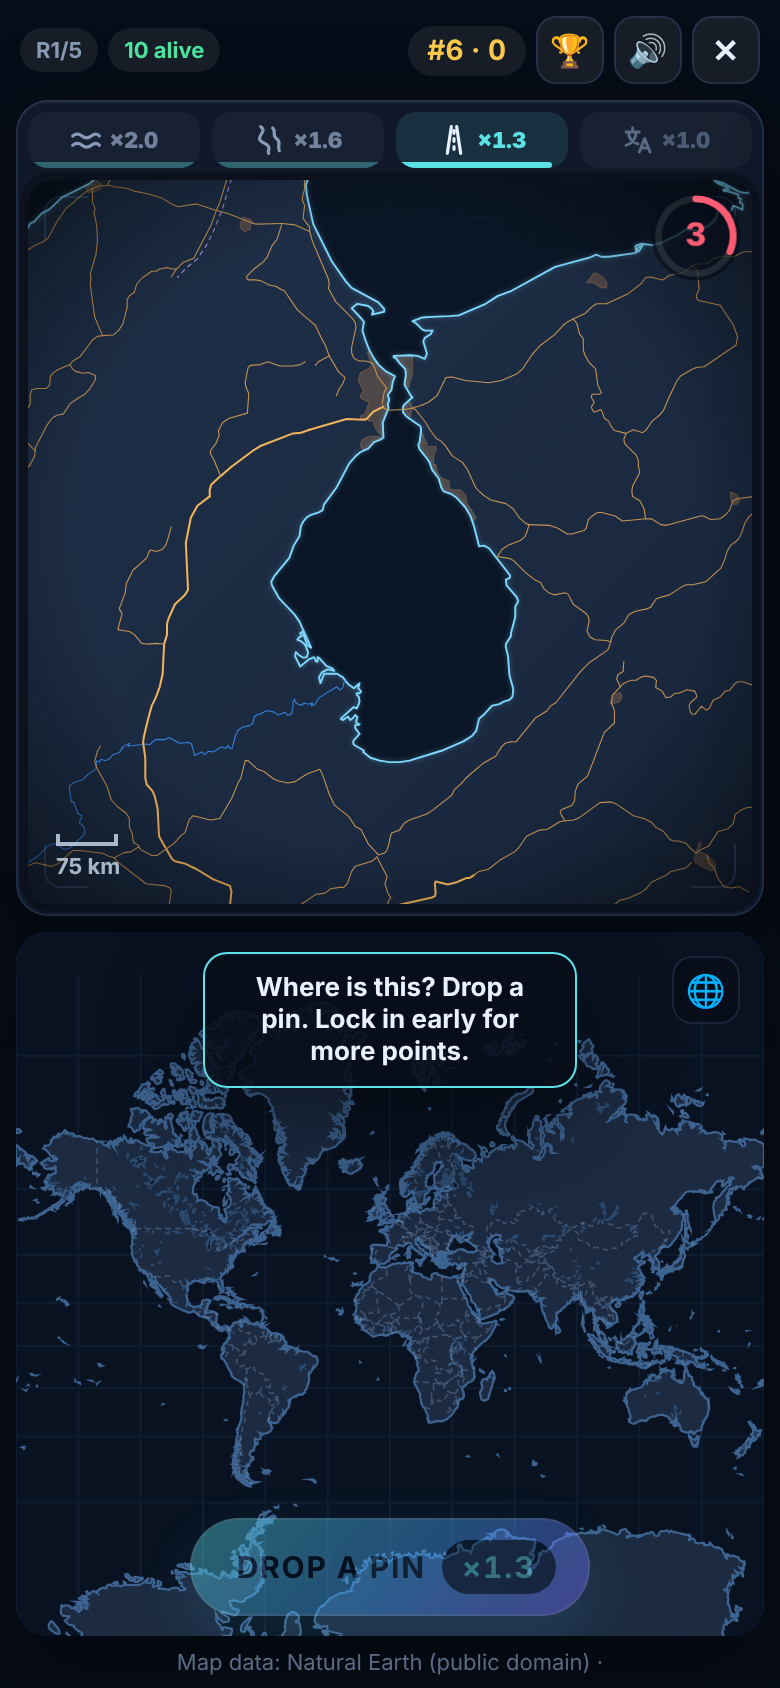 R1/5
10 alive
#6 · 0
×2.0
×1.6
×1.3
×1.0
3
75 km
Where is this? Drop a
pin. Lock in early for
more points.
DROP A PIN ×1.3
Map data: Natural Earth (public domain) ·